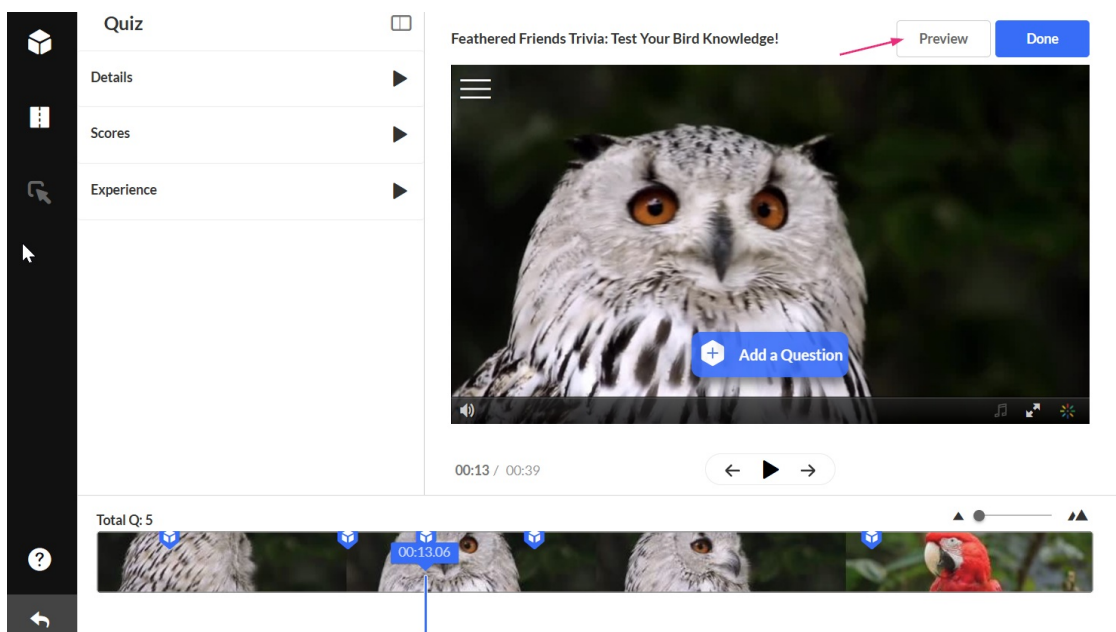 Quiz
Details
Scores
Experience
Feathered Friends Trivia: Test Your Bird Knowledge!
Preview
Done
Add a Question
00:13 / 00:39
Total Q: 5
00:13.06
?